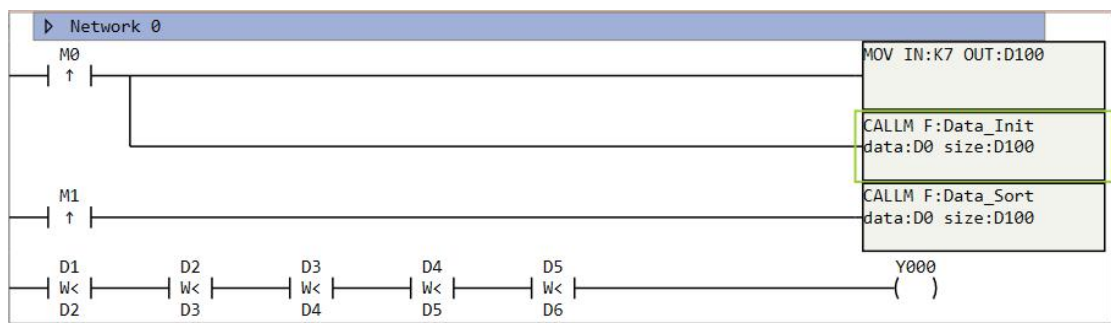 Network 0
M0
↑
MOV IN:K7 OUT:D100
CALLM F:Data_Init
data:D0 size:D100
M1
↑
CALLM F:Data_Sort
data:D0 size:D100
D1 D2 D3 D4 D5 Y000
W< W< W< W< W< ( )
D2 D3 D4 D5 D6